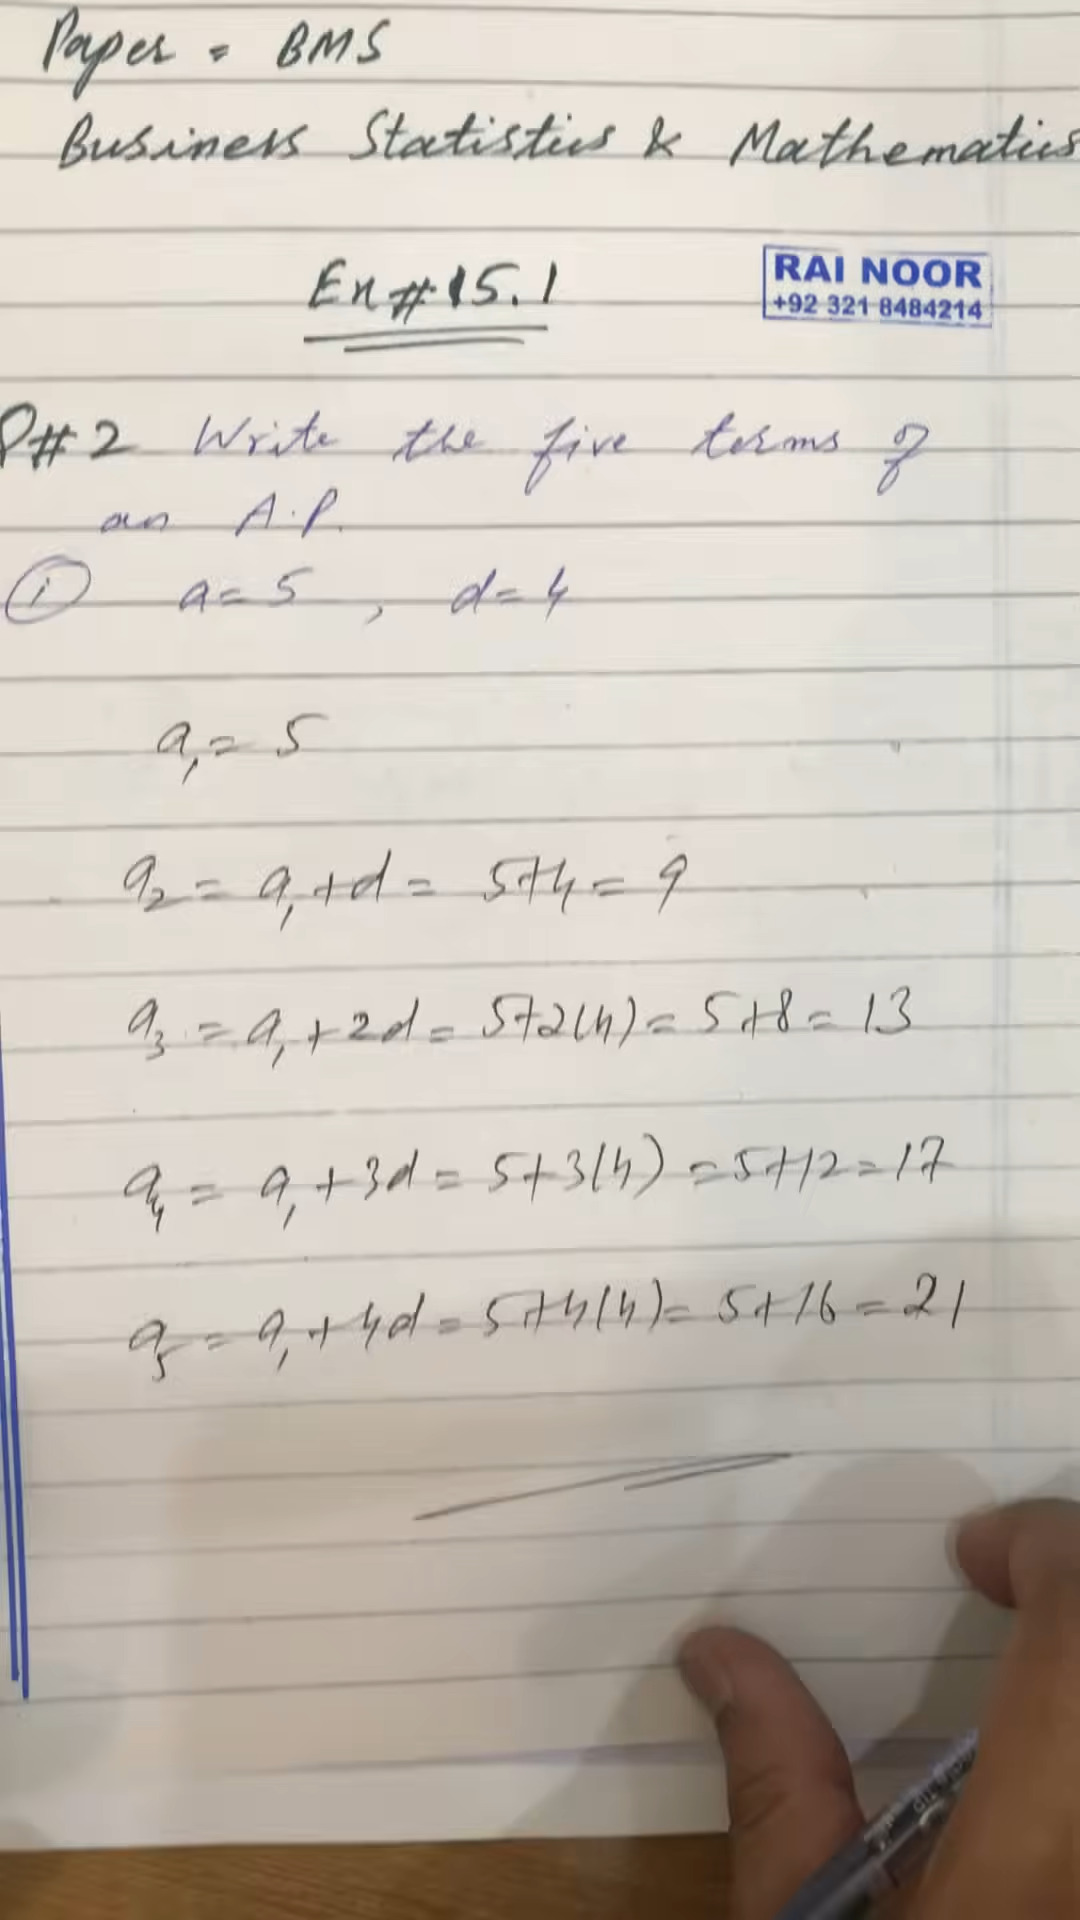 Paper = BMS
Business Statistics & Mathematics
Ex # 15.1
RAI NOOR
+92 321 8484214
Q# 2 Write the five terms of
an A.P.
(i) a = 5 , d = 4
a₁ = 5
a₂ = a₁ + d = 5+4 = 9
a₃ = a₁ + 2d = 5+2(4) = 5+8 = 13
a₄ = a₁ + 3d = 5+3(4) = 5+12 = 17
a₅ = a₁ + 4d = 5+4(4) = 5+16 = 21